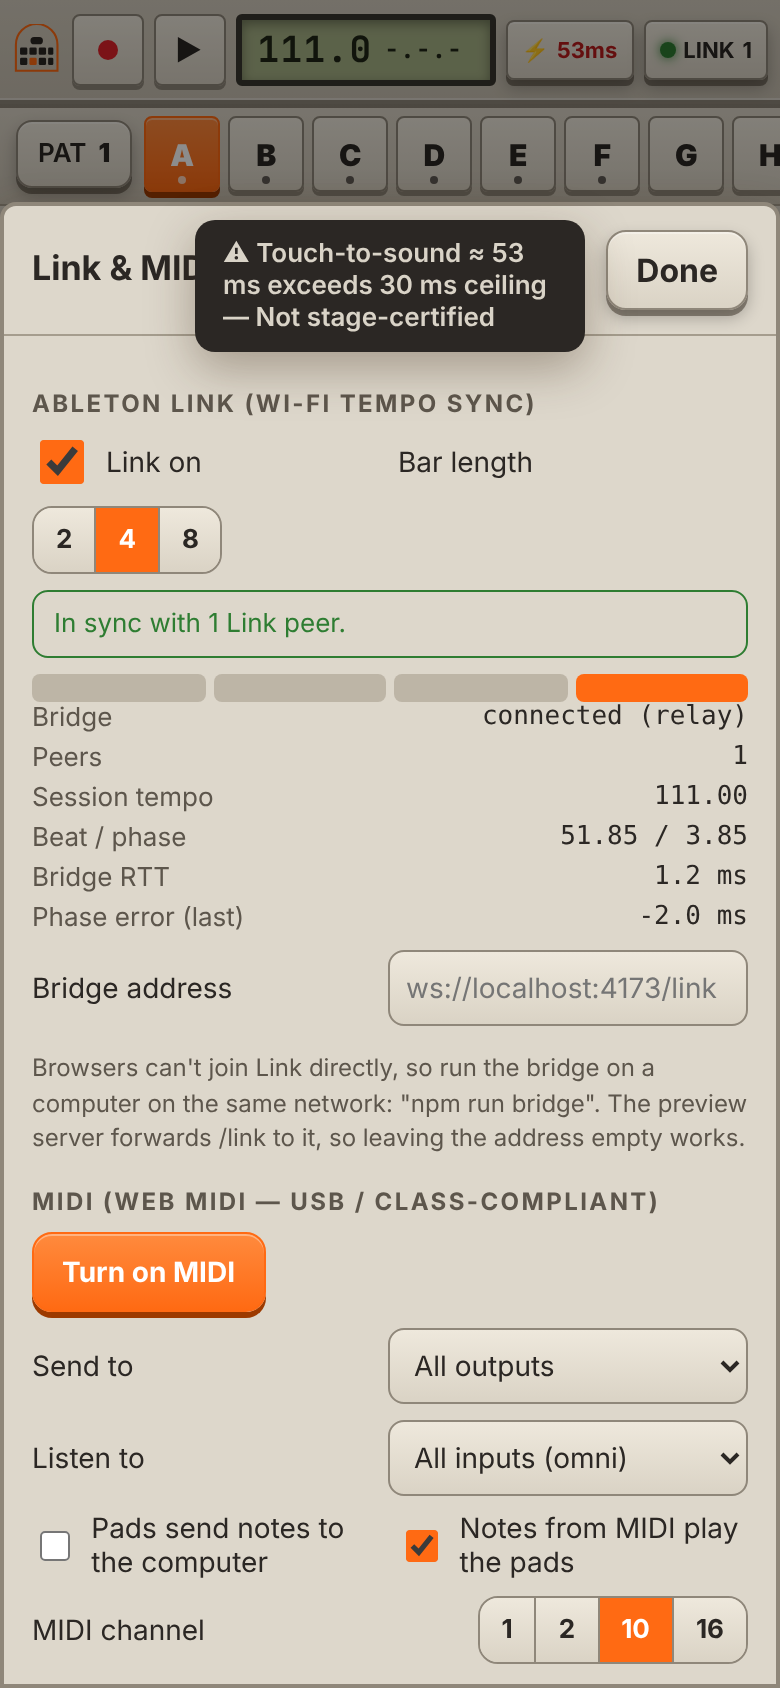 111.0 -.-.-
⚡ 53ms
LINK 1
PAT 1
A
B
C
D
E
F
G
H
Link & MID
⚠ Touch-to-sound ≈ 53
ms exceeds 30 ms ceiling
— Not stage-certified
Done
ABLETON LINK (WI-FI TEMPO SYNC)
Link on
Bar length
2 4 8
In sync with 1 Link peer.
Bridge connected (relay)
Peers 1
Session tempo 111.00
Beat / phase 51.85 / 3.85
Bridge RTT 1.2 ms
Phase error (last) -2.0 ms
Bridge address ws://localhost:4173/link
Browsers can't join Link directly, so run the bridge on a
computer on the same network: "npm run bridge". The preview
server forwards /link to it, so leaving the address empty works.
MIDI (WEB MIDI — USB / CLASS-COMPLIANT)
Turn on MIDI
Send to All outputs
Listen to All inputs (omni)
Pads send notes to
the computer
Notes from MIDI play
the pads
MIDI channel 1 2 10 16